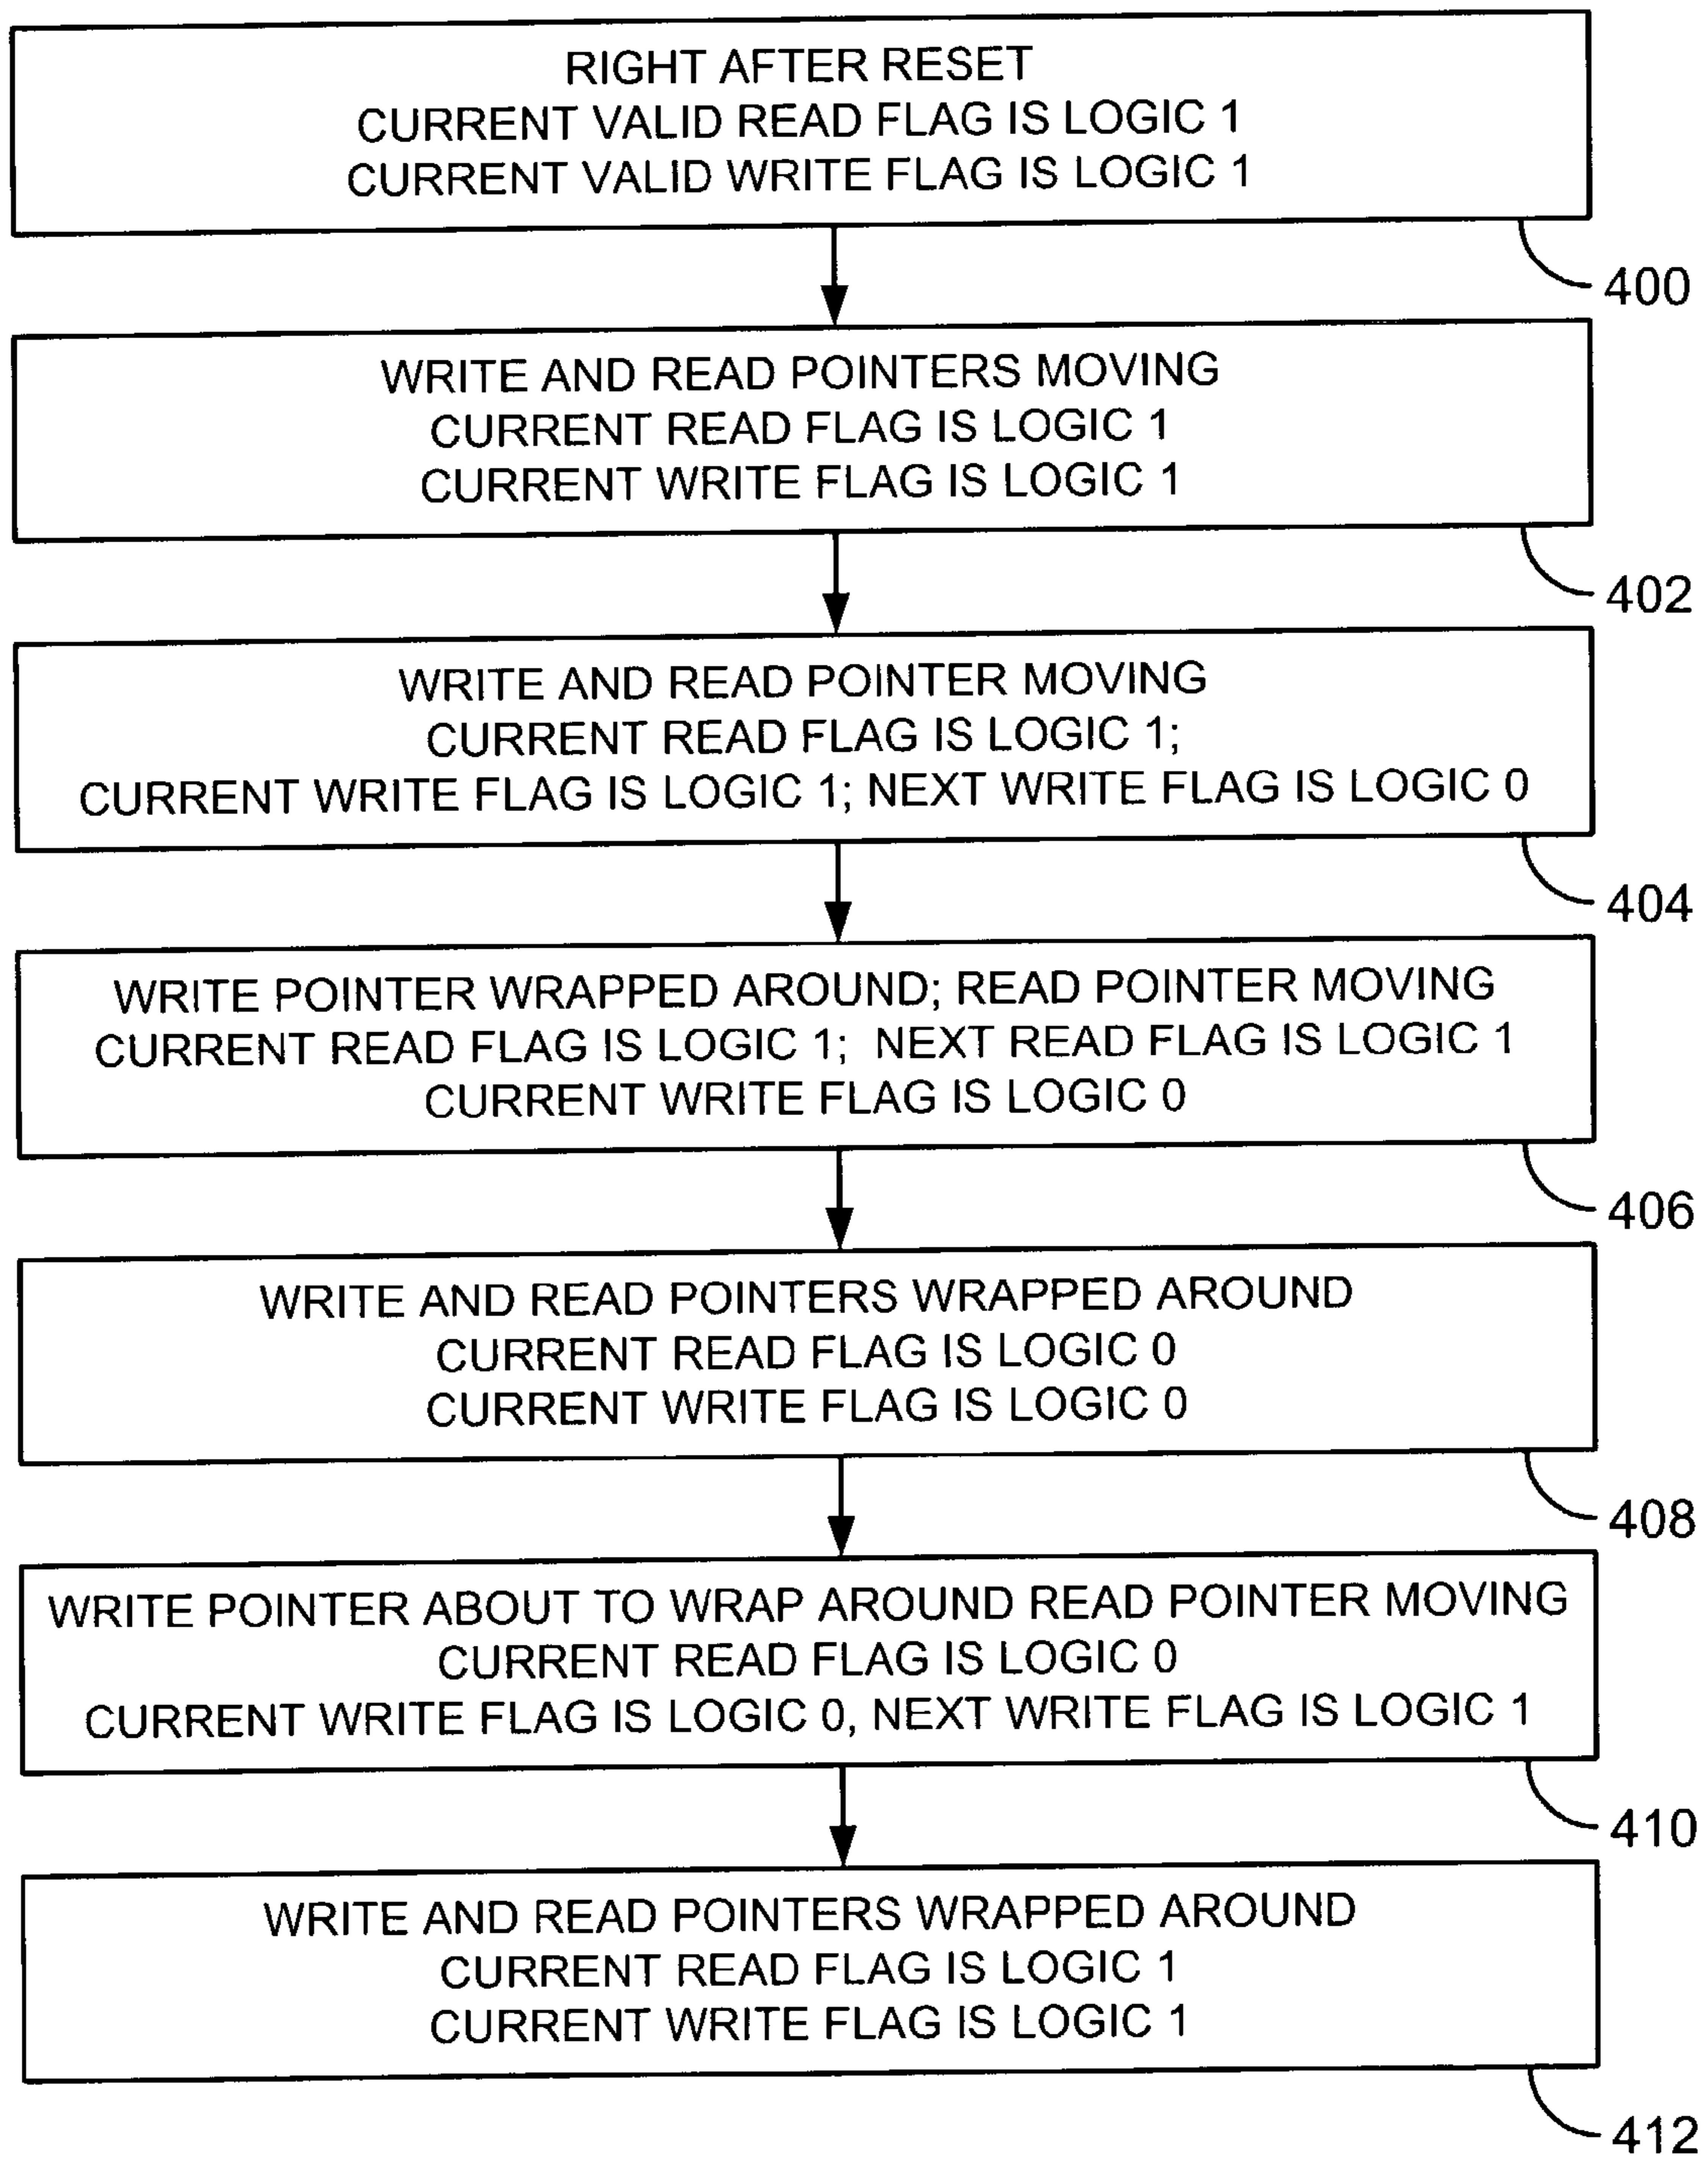 RIGHT AFTER RESET
CURRENT VALID READ FLAG IS LOGIC 1
CURRENT VALID WRITE FLAG IS LOGIC 1
400
WRITE AND READ POINTERS MOVING
CURRENT READ FLAG IS LOGIC 1
CURRENT WRITE FLAG IS LOGIC 1
402
WRITE AND READ POINTER MOVING
CURRENT READ FLAG IS LOGIC 1;
CURRENT WRITE FLAG IS LOGIC 1; NEXT WRITE FLAG IS LOGIC 0
404
WRITE POINTER WRAPPED AROUND; READ POINTER MOVING
CURRENT READ FLAG IS LOGIC 1; NEXT READ FLAG IS LOGIC 1
CURRENT WRITE FLAG IS LOGIC 0
406
WRITE AND READ POINTERS WRAPPED AROUND
CURRENT READ FLAG IS LOGIC 0
CURRENT WRITE FLAG IS LOGIC 0
408
WRITE POINTER ABOUT TO WRAP AROUND READ POINTER MOVING
CURRENT READ FLAG IS LOGIC 0
CURRENT WRITE FLAG IS LOGIC 0, NEXT WRITE FLAG IS LOGIC 1
410
WRITE AND READ POINTERS WRAPPED AROUND
CURRENT READ FLAG IS LOGIC 1
CURRENT WRITE FLAG IS LOGIC 1
412